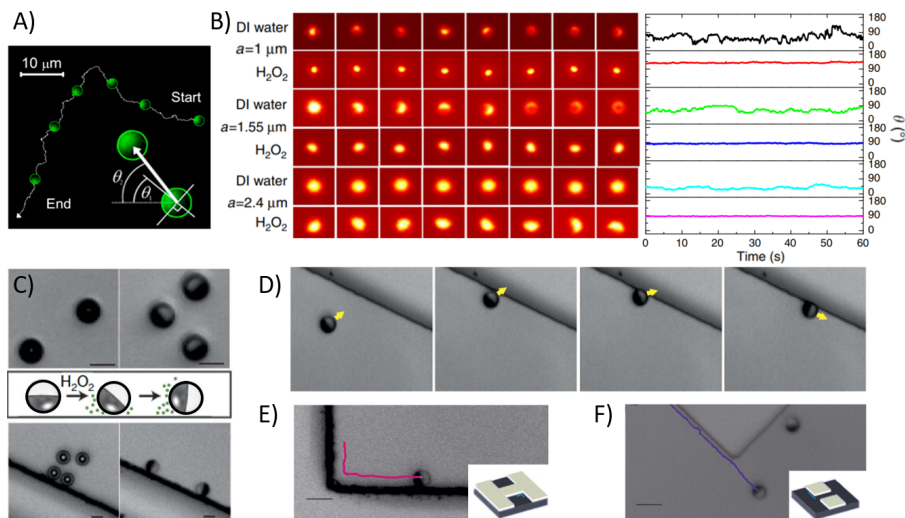 A)
10 μm
Start
End
θ₂
θ₁
B)
DI water
a=1 μm
H₂O₂
DI water
a=1.55 μm
H₂O₂
DI water
a=2.4 μm
H₂O₂
180
90
0
180
90
0
180
90
0
180
90
0
180
90
0
180
90
0
θ (°)
0 10 20 30 40 50 60
Time (s)
C)
H₂O₂
D)
E)
F)